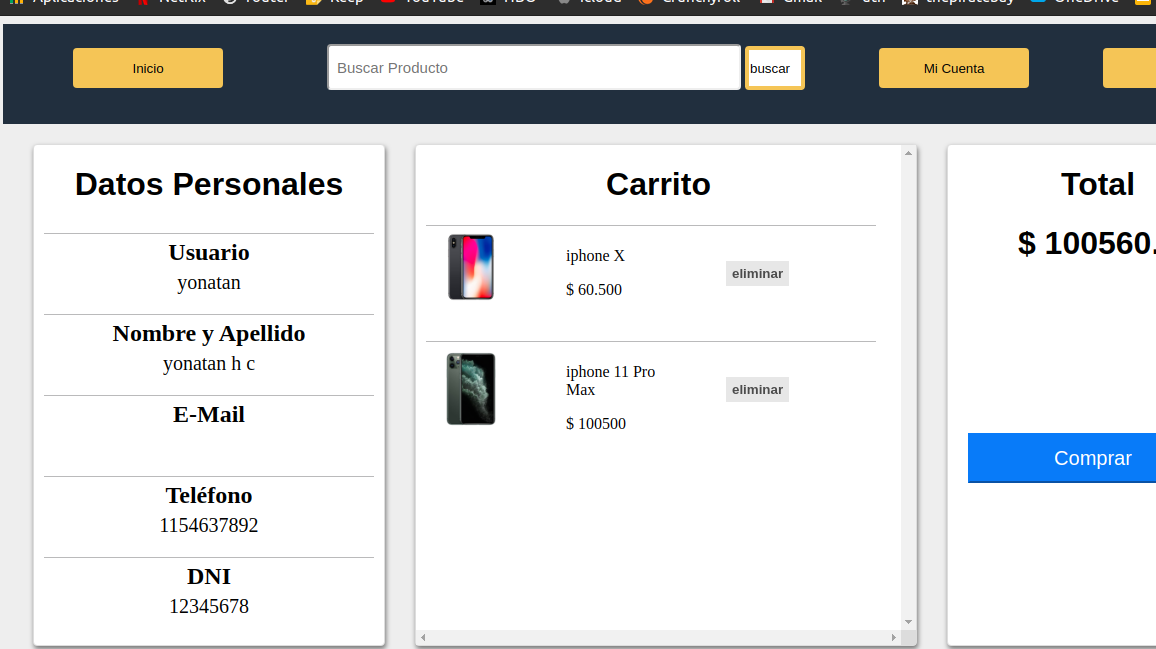 Aplicaciones Netflix router Keep YouTube HBO icloud Crunchyroll Gmail utn thepiratebay OneDrive
Inicio
Buscar Producto
buscar
Mi Cuenta
Datos Personales
Usuario
yonatan
Nombre y Apellido
yonatan h c
E-Mail
Teléfono
1154637892
DNI
12345678
Carrito
iphone X
$ 60.500
eliminar
iphone 11 Pro
Max
$ 100500
eliminar
Total
$ 100560.
Comprar